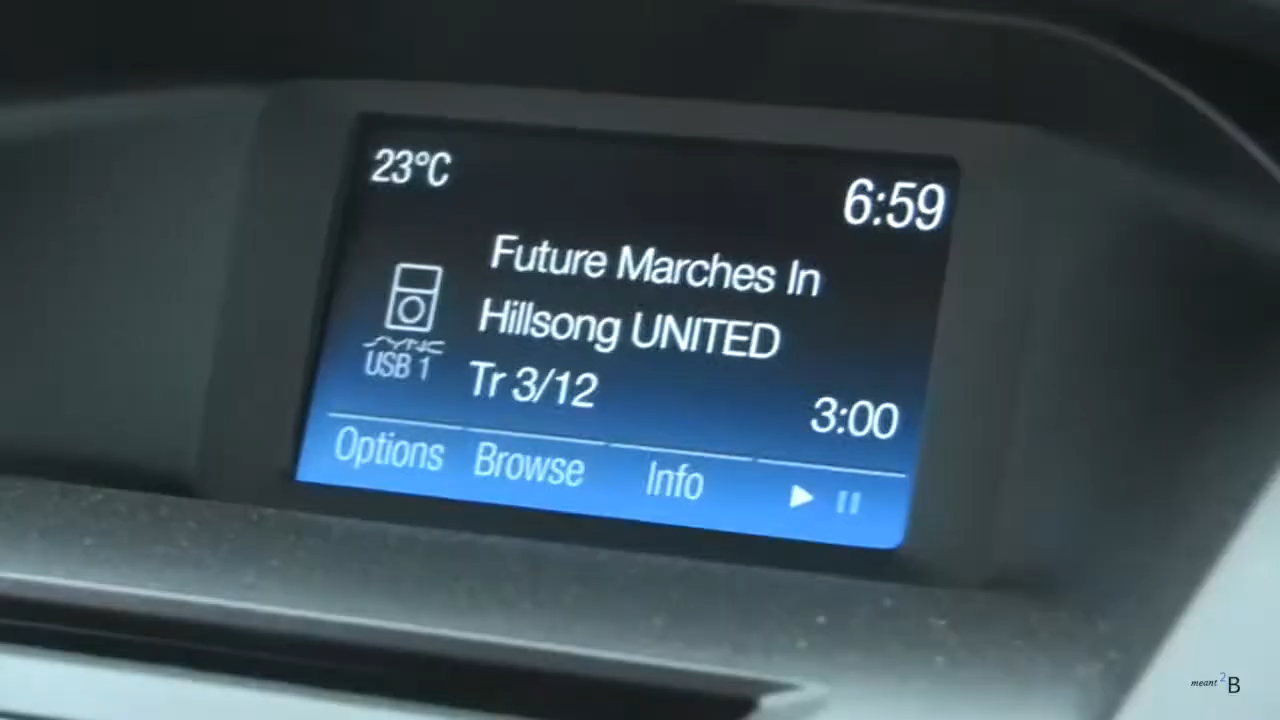 23°C
6:59
Future Marches In
Hillsong UNITED
SYNC
USB 1
Tr 3/12
3:00
Options Browse Info
meant 2B